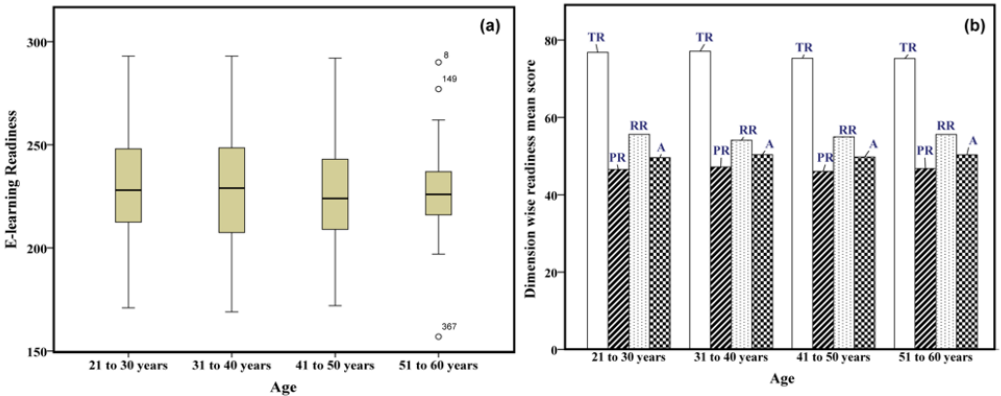 (a)
E-learning Readiness
300
250
200
150
8
149
367
21 to 30 years 31 to 40 years 41 to 50 years 51 to 60 years
Age
(b)
Dimension wise readiness mean score
80
60
40
20
0
TR PR RR A
TR PR RR A
TR PR RR A
TR PR RR A
21 to 30 years 31 to 40 years 41 to 50 years 51 to 60 years
Age